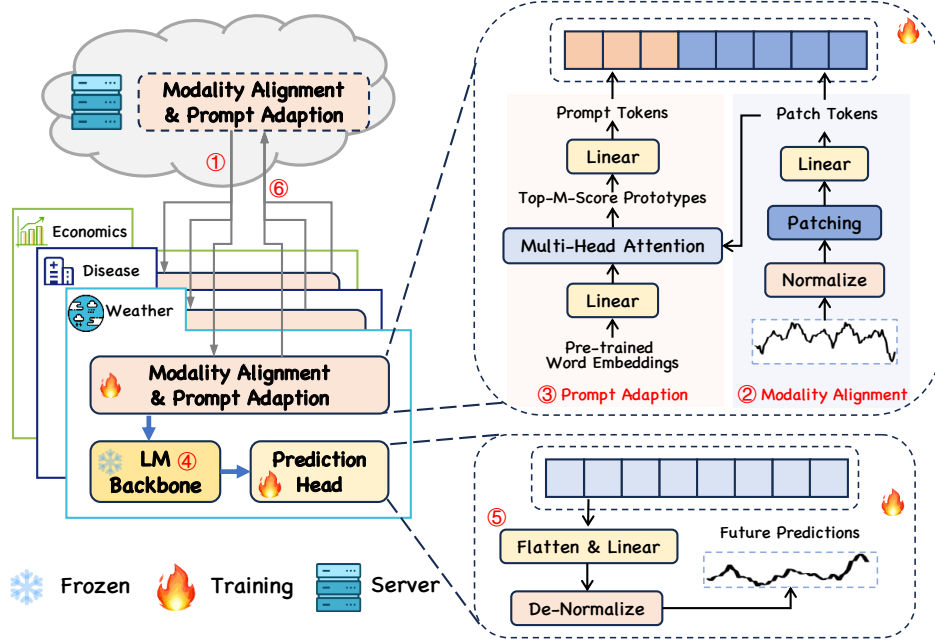 Modality Alignment
& Prompt Adaption
①
⑥
Economics
Disease
Weather
Modality Alignment
& Prompt Adaption
LM ④
Backbone
Prediction
Head
Frozen
Training
Server
Prompt Tokens
Patch Tokens
Linear
Linear
Top-M-Score Prototypes
Patching
Multi-Head Attention
Normalize
Linear
Pre-trained
Word Embeddings
③ Prompt Adaption
② Modality Alignment
⑤
Flatten & Linear
Future Predictions
De-Normalize